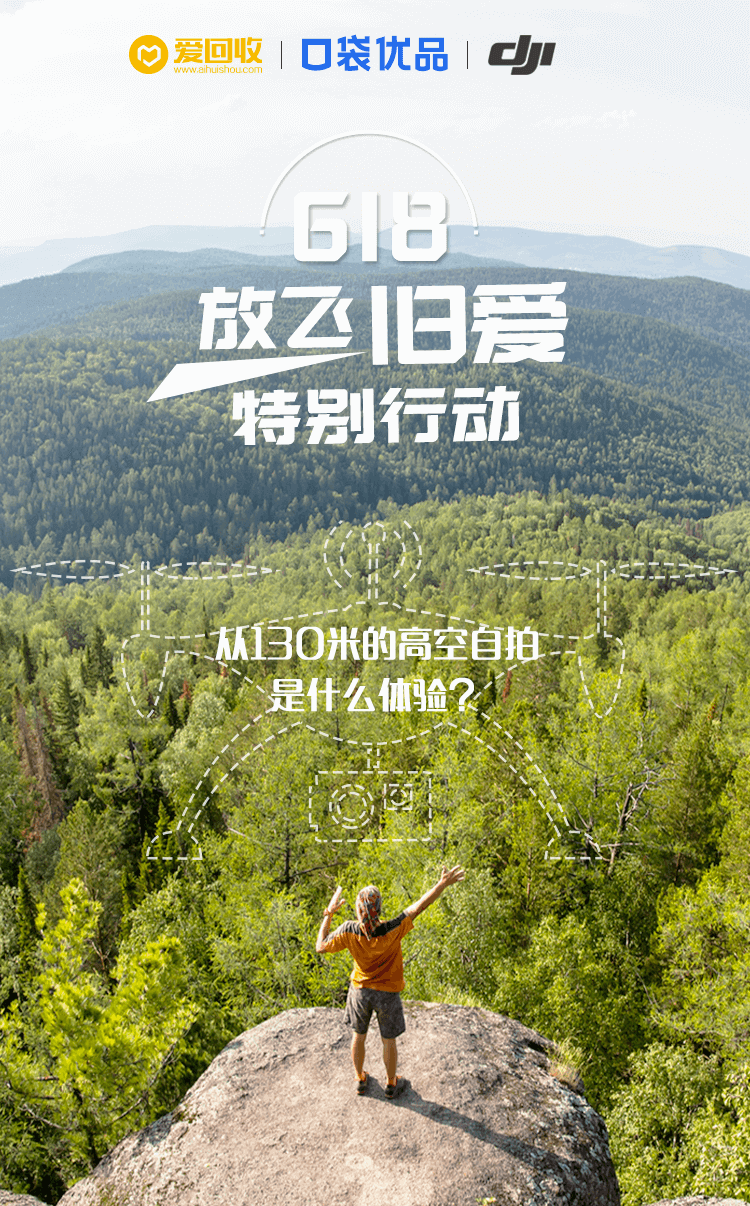 爱回收 | 口袋优品 | dji
www.aihuishou.com
618
放飞旧爱
特别行动
从130米的高空自拍
是什么体验?